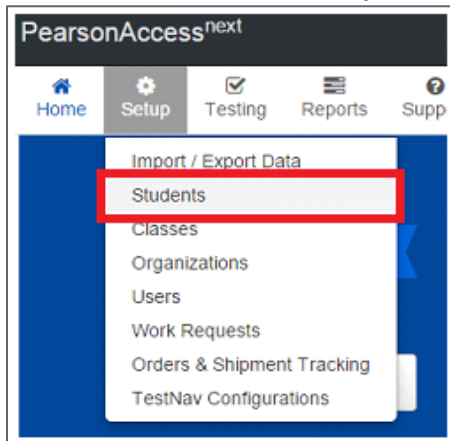 PearsonAccessnext
Home Setup Testing Reports Supp
Import / Export Data
Students
Classes
Organizations
Users
Work Requests
Orders & Shipment Tracking
TestNav Configurations